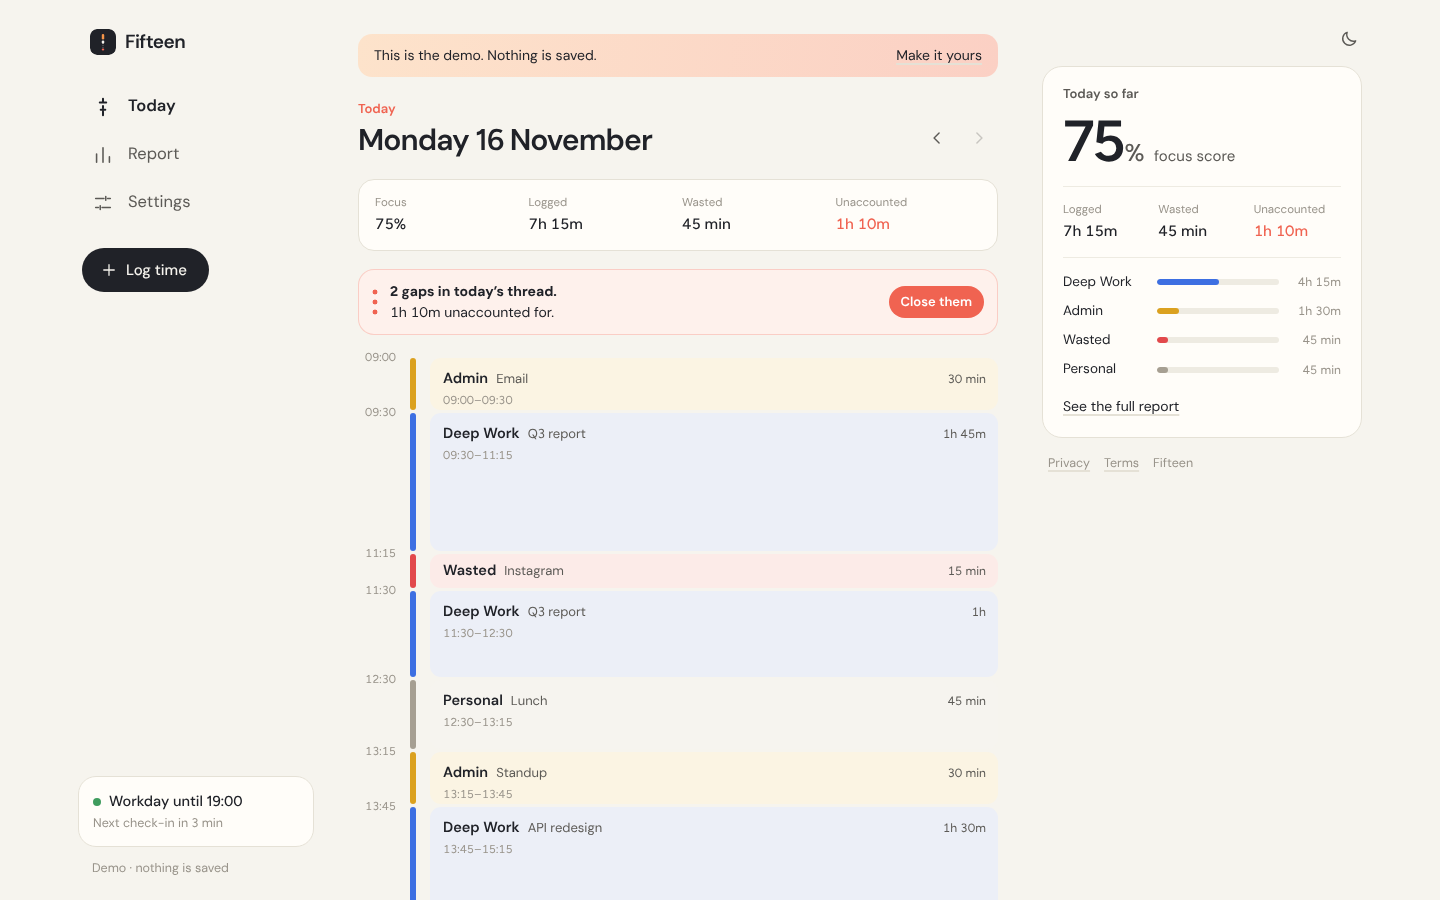 Fifteen
Today
Report
Settings
Log time
Workday until 19:00
Next check-in in 3 min
Demo · nothing is saved
This is the demo. Nothing is saved. Make it yours
Today
Monday 16 November
Focus Logged Wasted Unaccounted
75% 7h 15m 45 min 1h 10m
2 gaps in today’s thread.
1h 10m unaccounted for.
Close them
09:00
Admin Email 30 min
09:00–09:30
09:30
Deep Work Q3 report 1h 45m
09:30–11:15
11:15
Wasted Instagram 15 min
11:30
Deep Work Q3 report 1h
11:30–12:30
12:30
Personal Lunch 45 min
12:30–13:15
13:15
Admin Standup 30 min
13:15–13:45
13:45
Deep Work API redesign 1h 30m
13:45–15:15
Today so far
75% focus score
Logged Wasted Unaccounted
7h 15m 45 min 1h 10m
Deep Work 4h 15m
Admin 1h 30m
Wasted 45 min
Personal 45 min
See the full report
Privacy Terms Fifteen